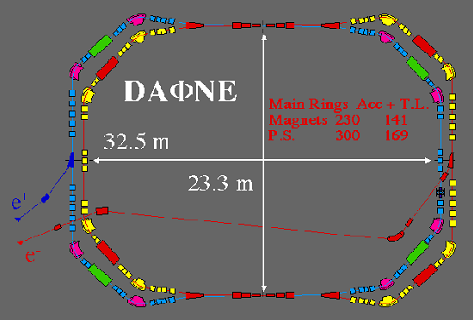 DAΦNE
Main Rings Acc + T.L.
Magnets 230 141
P.S. 300 169
32.5 m
23.3 m
e⁺
e⁻